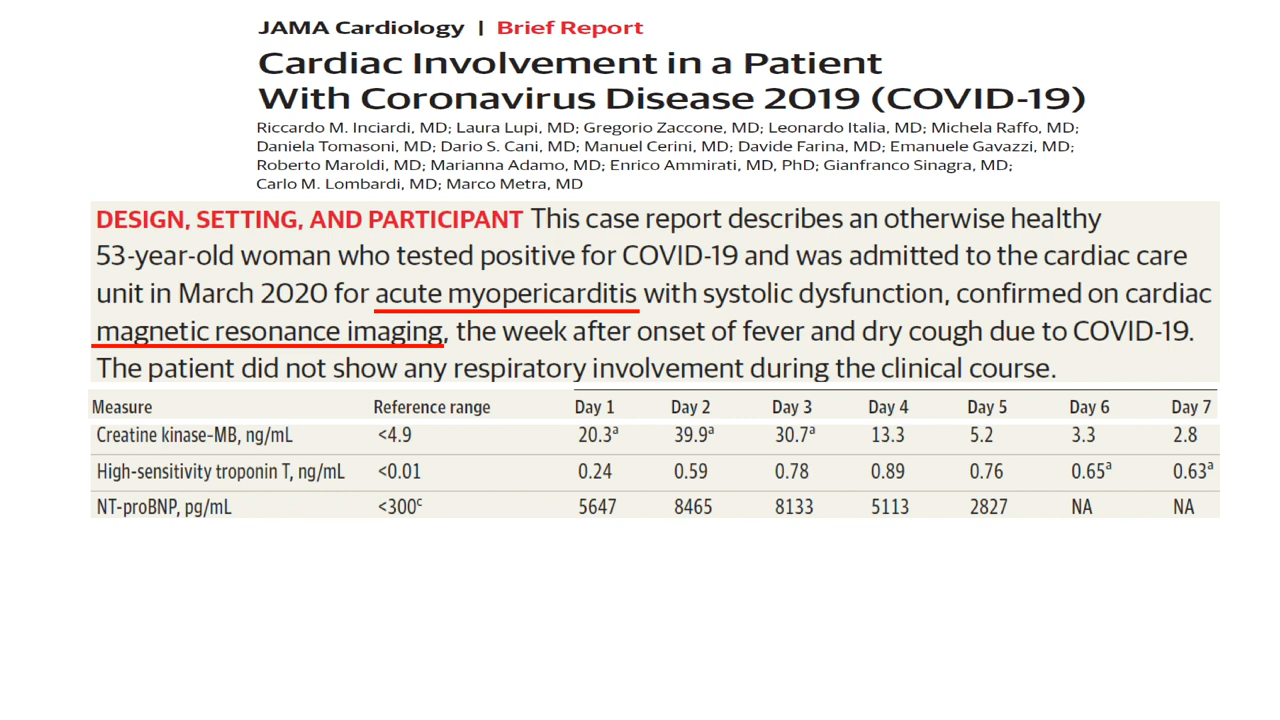 JAMA Cardiology | Brief Report
Cardiac Involvement in a Patient
With Coronavirus Disease 2019 (COVID-19)
Riccardo M. Inciardi, MD; Laura Lupi, MD; Gregorio Zaccone, MD; Leonardo Italia, MD; Michela Raffo, MD;
Daniela Tomasoni, MD; Dario S. Cani, MD; Manuel Cerini, MD; Davide Farina, MD; Emanuele Gavazzi, MD;
Roberto Maroldi, MD; Marianna Adamo, MD; Enrico Ammirati, MD, PhD; Gianfranco Sinagra, MD;
Carlo M. Lombardi, MD; Marco Metra, MD
DESIGN, SETTING, AND PARTICIPANT This case report describes an otherwise healthy
53-year-old woman who tested positive for COVID-19 and was admitted to the cardiac care
unit in March 2020 for acute myopericarditis with systolic dysfunction, confirmed on cardiac
magnetic resonance imaging, the week after onset of fever and dry cough due to COVID-19.
The patient did not show any respiratory involvement during the clinical course.
Measure Reference range Day 1 Day 2 Day 3 Day 4 Day 5 Day 6 Day 7
Creatine kinase-MB, ng/mL <4.9 20.3a 39.9a 30.7a 13.3 5.2 3.3 2.8
High-sensitivity troponin T, ng/mL <0.01 0.24 0.59 0.78 0.89 0.76 0.65a 0.63a
NT-proBNP, pg/mL <300c 5647 8465 8133 5113 2827 NA NA